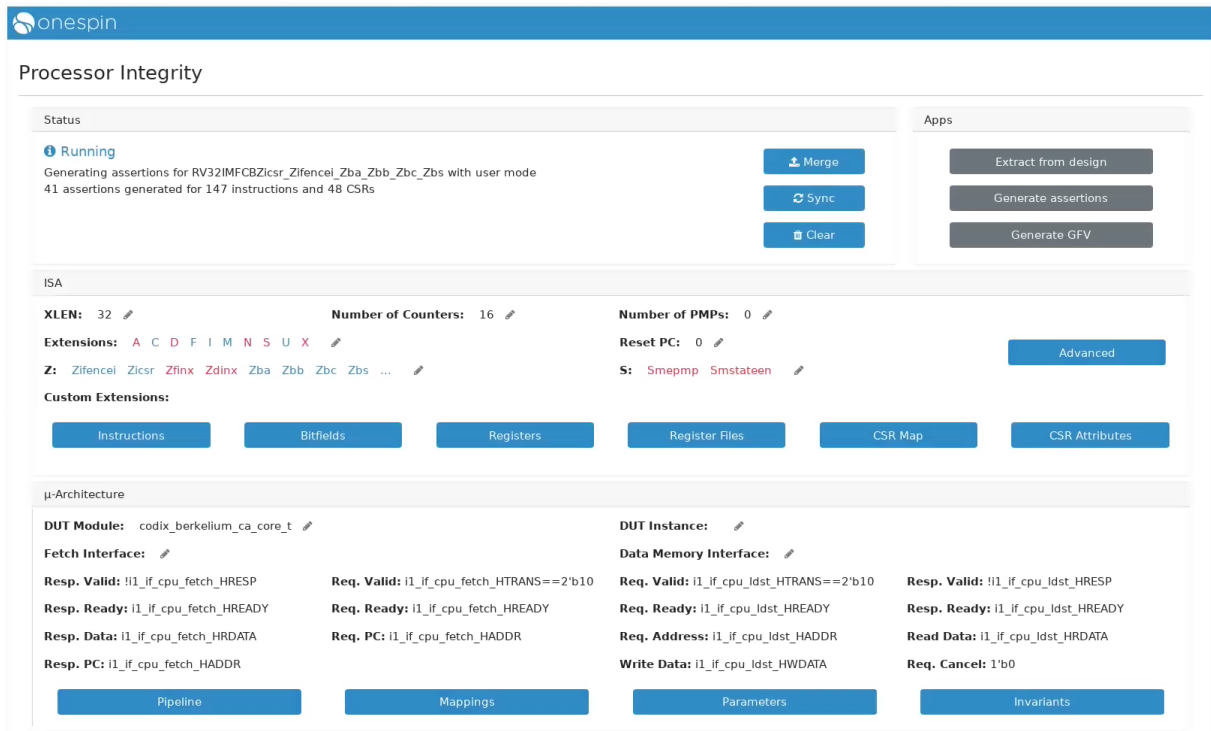 onespin
Processor Integrity
Status
Running
Generating assertions for RV32IMFCBZicsr_Zifencei_Zba_Zbb_Zbc_Zbs with user mode
41 assertions generated for 147 instructions and 48 CSRs
Merge
Sync
Clear
Apps
Extract from design
Generate assertions
Generate GFV
ISA
XLEN: 32 Number of Counters: 16 Number of PMPs: 0
Extensions: A C D F I M N S U X Reset PC: 0
Advanced
Z: Zifencei Zicsr Zfinx Zdinx Zba Zbb Zbc Zbs ... S: Smepmp Smstateen
Custom Extensions:
Instructions Bitfields Registers Register Files CSR Map CSR Attributes
μ-Architecture
DUT Module: codix_berkelium_ca_core_t DUT Instance:
Fetch Interface: Data Memory Interface:
Resp. Valid: !i1_if_cpu_fetch_HRESP Req. Valid: i1_if_cpu_fetch_HTRANS==2'b10 Req. Valid: i1_if_cpu_ldst_HTRANS==2'b10 Resp. Valid: !i1_if_cpu_ldst_HRESP
Resp. Ready: i1_if_cpu_fetch_HREADY Req. Ready: i1_if_cpu_fetch_HREADY Req. Ready: i1_if_cpu_ldst_HREADY Resp. Ready: i1_if_cpu_ldst_HREADY
Resp. Data: i1_if_cpu_fetch_HRDATA Req. PC: i1_if_cpu_fetch_HADDR Req. Address: i1_if_cpu_ldst_HADDR Read Data: i1_if_cpu_ldst_HRDATA
Resp. PC: i1_if_cpu_fetch_HADDR Write Data: i1_if_cpu_ldst_HWDATA Req. Cancel: 1'b0
Pipeline Mappings Parameters Invariants